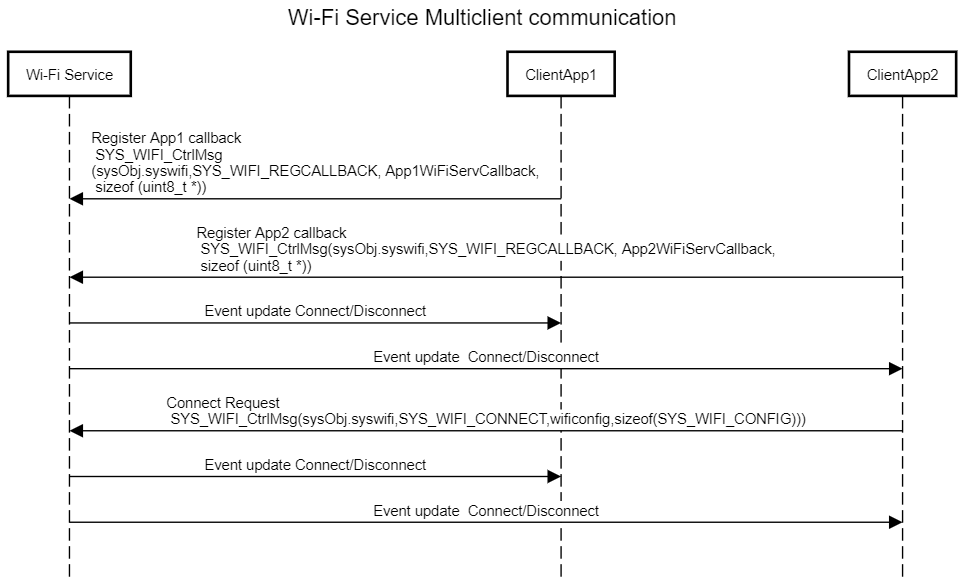 Wi-Fi Service Multiclient communication
Wi-Fi Service
ClientApp1
ClientApp2
Register App1 callback
SYS_WIFI_CtrlMsg
(sysObj.syswifi,SYS_WIFI_REGCALLBACK, App1WiFiServCallback,
sizeof (uint8_t *))
Register App2 callback
SYS_WIFI_CtrlMsg(sysObj.syswifi,SYS_WIFI_REGCALLBACK, App2WiFiServCallback,
sizeof (uint8_t *))
Event update Connect/Disconnect
Event update  Connect/Disconnect
Connect Request
SYS_WIFI_CtrlMsg(sysObj.syswifi,SYS_WIFI_CONNECT,wificonfig,sizeof(SYS_WIFI_CONFIG)))
Event update Connect/Disconnect
Event update  Connect/Disconnect